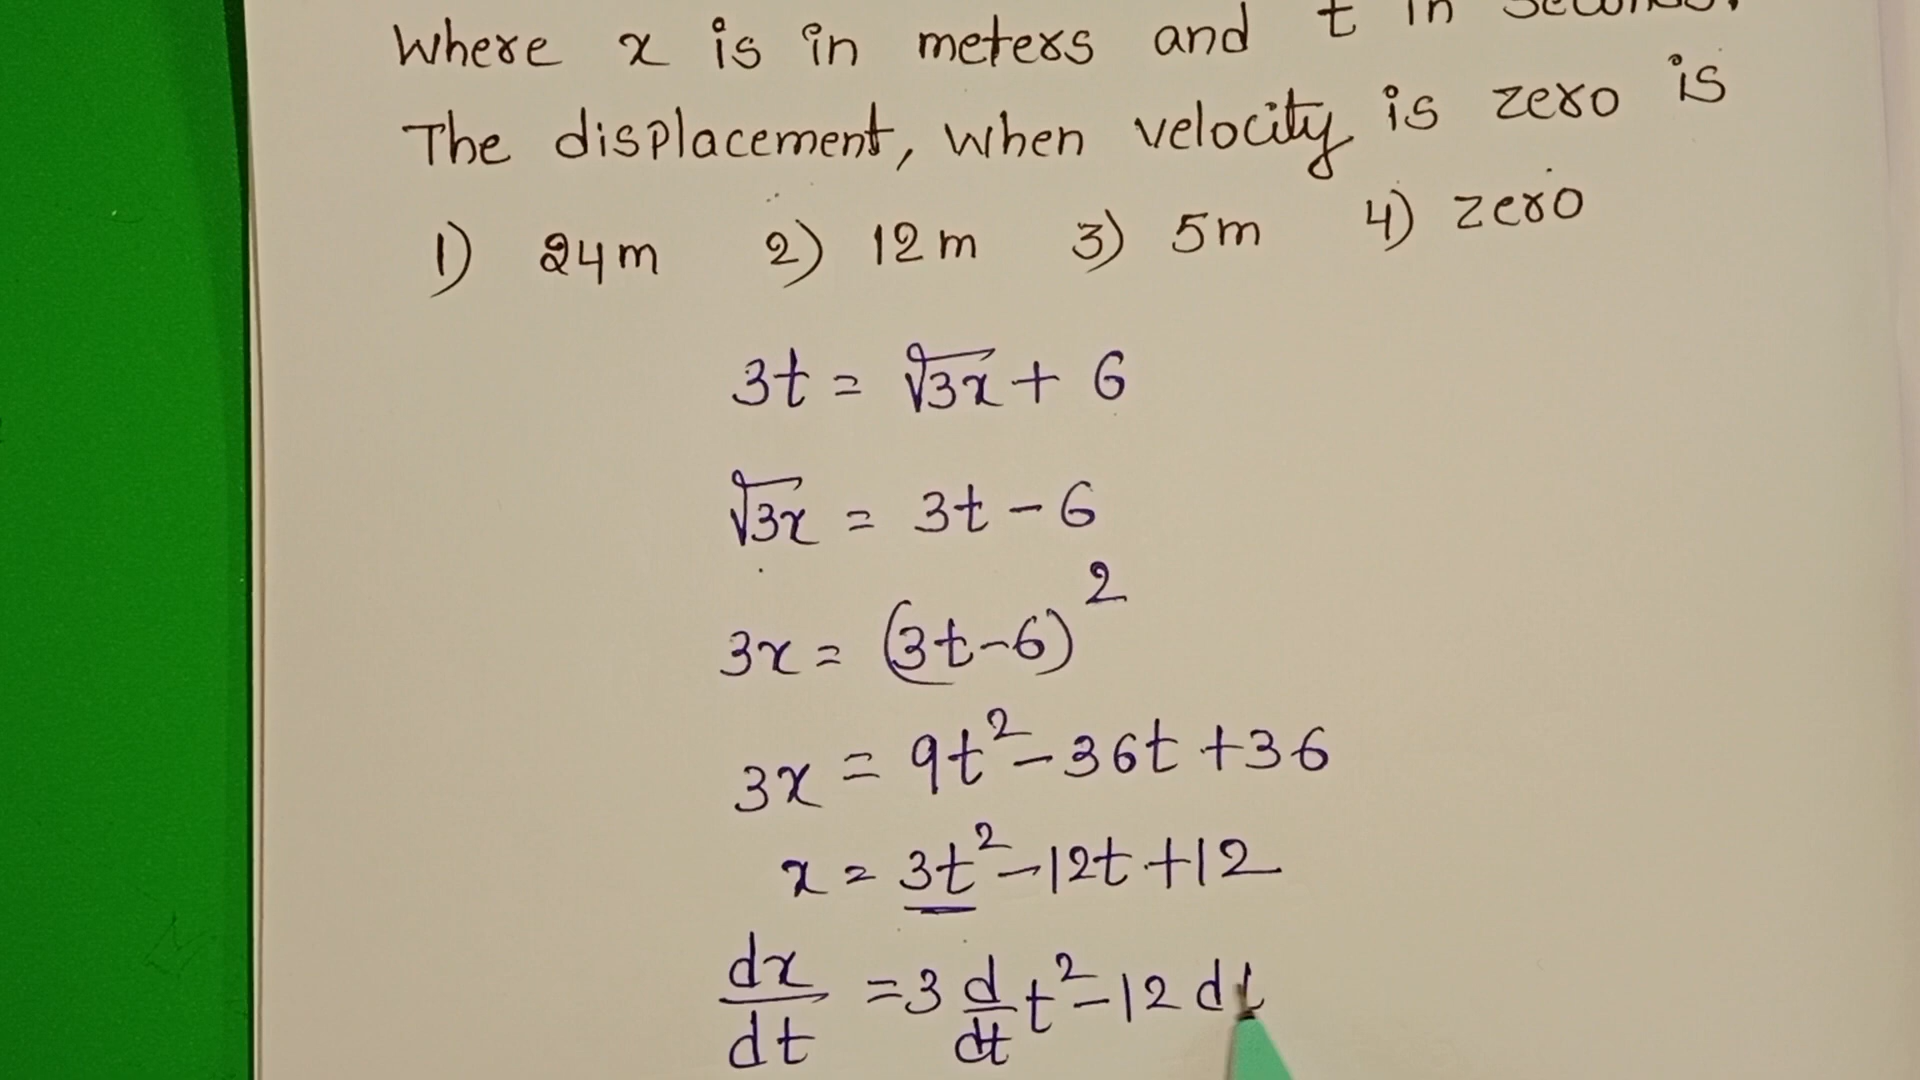 Where x is in meters and t in seconds.
The displacement, when velocity is zero is
1) 24m 2) 12m 3) 5m 4) zero
3t = √3x + 6
√3x = 3t - 6
3x = (3t-6)²
3x = 9t² - 36t + 36
x = 3t² - 12t + 12
dx/dt = 3 d/dt t² - 12 dt